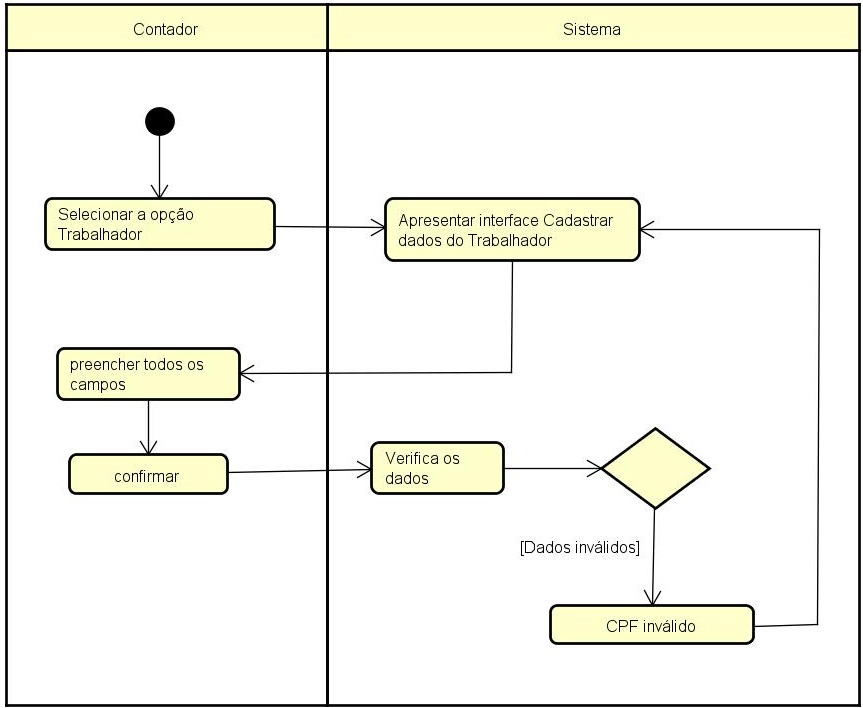 Contador
Sistema
Selecionar a opção
Trabalhador
Apresentar interface Cadastrar
dados do Trabalhador
preencher todos os
campos
confirmar
Verifica os
dados
[Dados inválidos]
CPF inválido